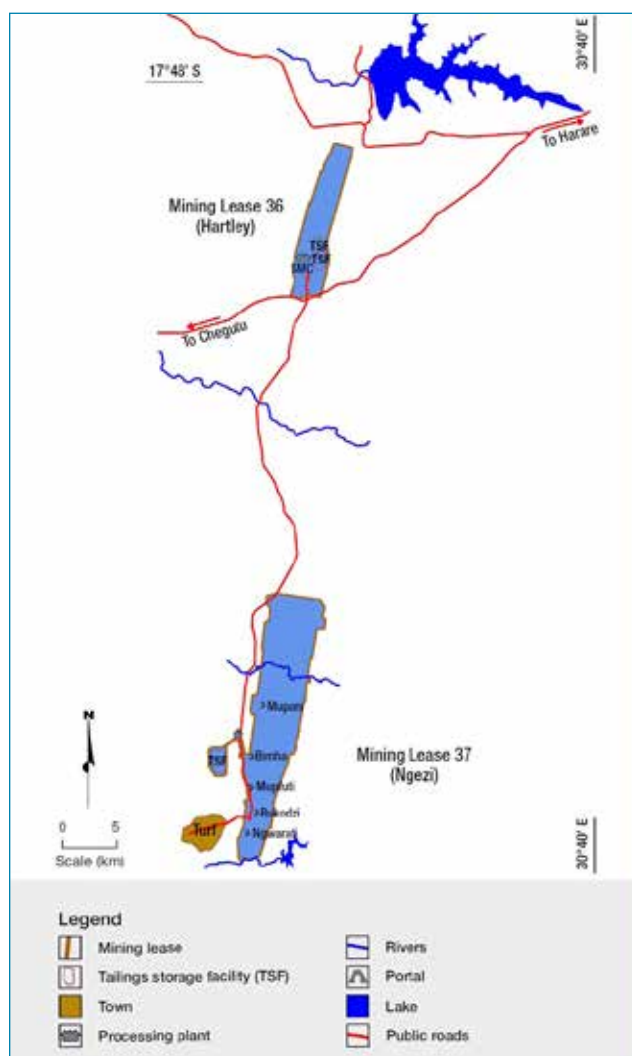 30°40' E
17°48' S
To Harare
Mining Lease 36
(Hartley)
TSF
TSF
SMC
To Chegutu
N
Mupani
Bimha
TSF
Mining Lease 37
(Ngezi)
Mupfuti
Rukodzi
Turf
Ngwarati
0 5
Scale (km)
30°40' E
Legend
Mining lease
Tailings storage facility (TSF)
Town
Processing plant
Rivers
Portal
Lake
Public roads